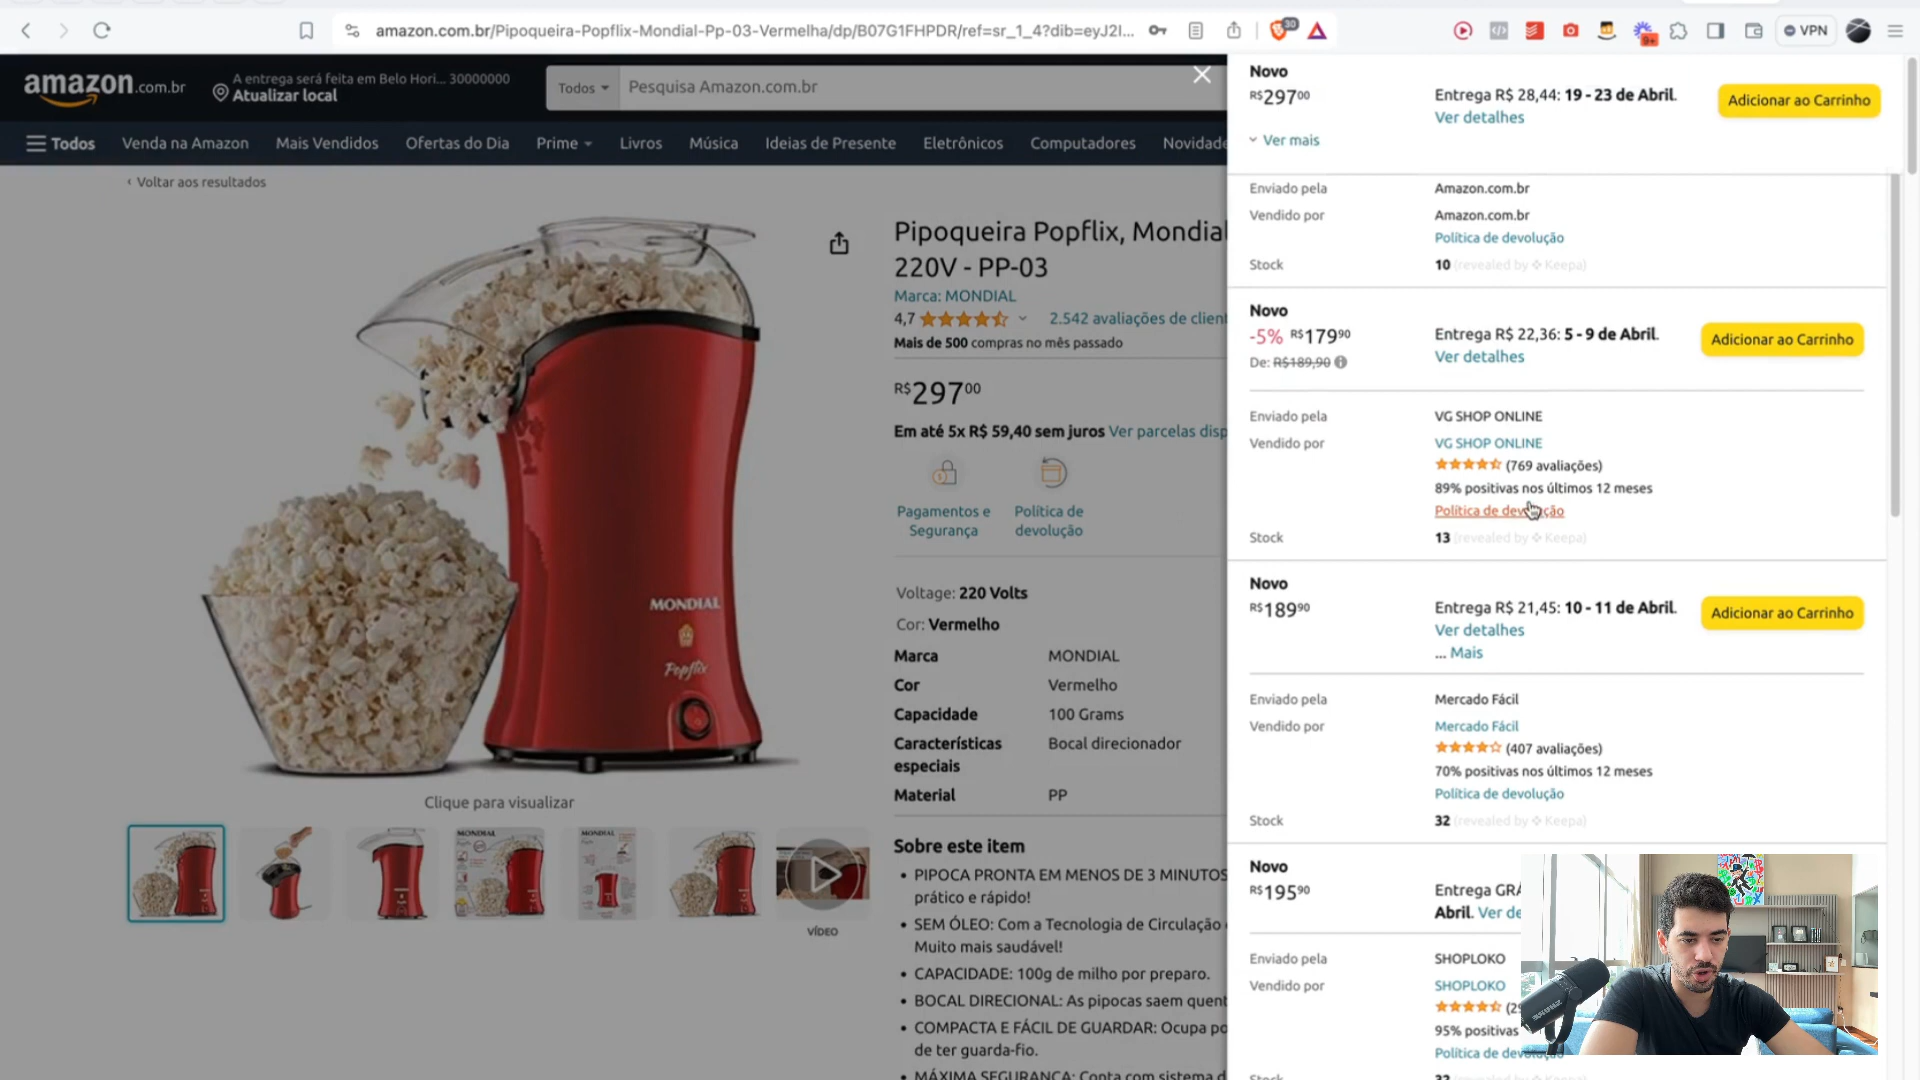 amazon.com.br/Pipoqueira-Popflix-Mondial-Pp-03-Vermelha/dp/B07G1FHPDR/ref=sr_1_4?dib=eyJ2I...
30
9+
VPN
amazon.com.br
A entrega será feita em Belo Hori... 30000000
Atualizar local
Todos
Pesquisa Amazon.com.br
Todos
Venda na Amazon
Mais Vendidos
Ofertas do Dia
Prime
Livros
Música
Ideias de Presente
Eletrônicos
Computadores
Novidade
‹ Voltar aos resultados
MONDIAL
Popflix
Clique para visualizar
MONDIAL
MONDIAL
VÍDEO
Pipoqueira Popflix, Mondial
220V - PP-03
Marca: MONDIAL
4,7
2.542 avaliações de client
Mais de 500 compras no mês passado
R$29700
Em até 5x R$ 59,40 sem juros Ver parcelas disp
Pagamentos e
Segurança
Política de
devolução
Voltage: 220 Volts
Cor: Vermelho
Marca MONDIAL
Cor Vermelho
Capacidade 100 Grams
Características Bocal direcionador
especiais
Material PP
Sobre este item
• PIPOCA PRONTA EM MENOS DE 3 MINUTOS
prático e rápido!
• SEM ÓLEO: Com a Tecnologia de Circulação
Muito mais saudável!
• CAPACIDADE: 100g de milho por preparo.
• BOCAL DIRECIONAL: As pipocas saem quent
• COMPACTA E FÁCIL DE GUARDAR: Ocupa po
de ter guarda-fio.
• MÁXIMA SEGURANÇA: Conta com sistema d
Novo
R$29700
Entrega R$ 28,44: 19 - 23 de Abril.
Ver detalhes
Adicionar ao Carrinho
Ver mais
Enviado pela Amazon.com.br
Vendido por Amazon.com.br
Política de devolução
Stock 10 (revealed by Keepa)
Novo
-5% R$17990
De: R$189,90
Entrega R$ 22,36: 5 - 9 de Abril.
Ver detalhes
Adicionar ao Carrinho
Enviado pela VG SHOP ONLINE
Vendido por VG SHOP ONLINE
(769 avaliações)
89% positivas nos últimos 12 meses
Política de devolução
Stock 13 (revealed by Keepa)
Novo
R$18990
Entrega R$ 21,45: 10 - 11 de Abril.
Ver detalhes
... Mais
Adicionar ao Carrinho
Enviado pela Mercado Fácil
Vendido por Mercado Fácil
(407 avaliações)
70% positivas nos últimos 12 meses
Política de devolução
Stock 32 (revealed by Keepa)
Novo
R$19590
Entrega GRÁ
Abril. Ver de
Enviado pela SHOPLOKO
Vendido por SHOPLOKO
95% positivas
Política de devolução